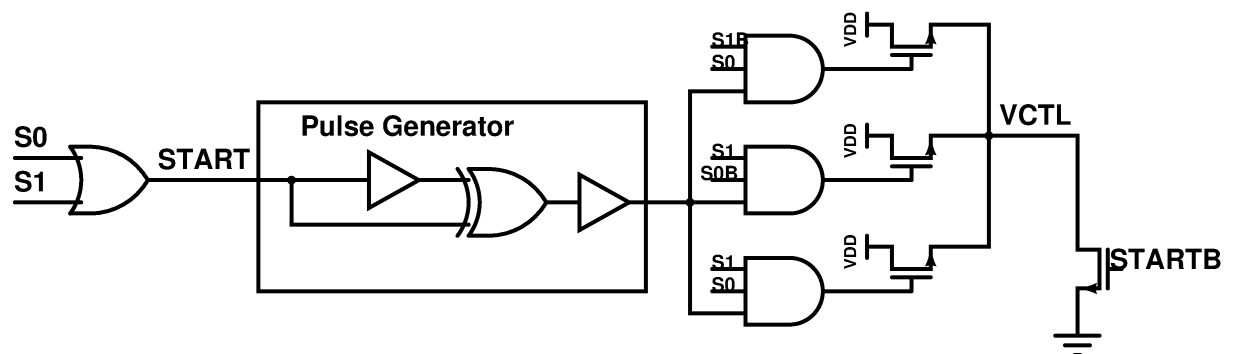 S0
S1
START
Pulse Generator
S1B
S0
VDD
S1
S0B
VDD
S1
S0
VDD
VCTL
STARTB